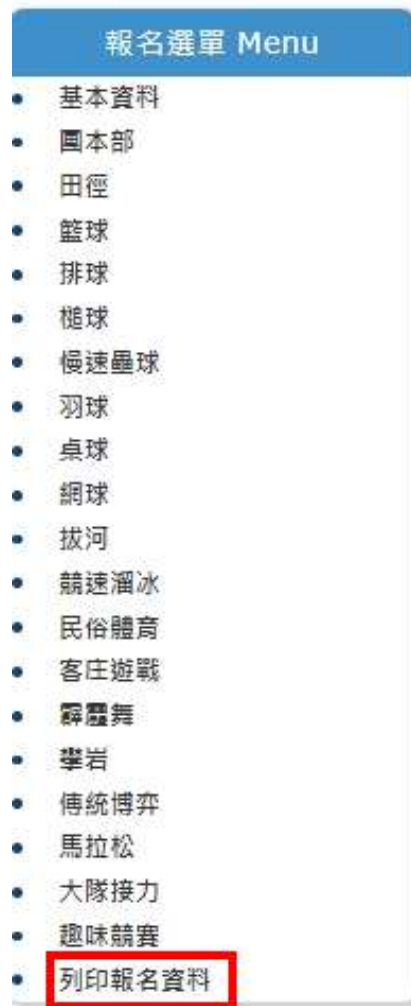 報名選單 Menu
基本資料
團本部
田徑
籃球
排球
槌球
慢速壘球
羽球
桌球
網球
拔河
競速溜冰
民俗體育
客庄遊戲
霹靂舞
攀岩
傳統博弈
馬拉松
大隊接力
趣味競賽
列印報名資料